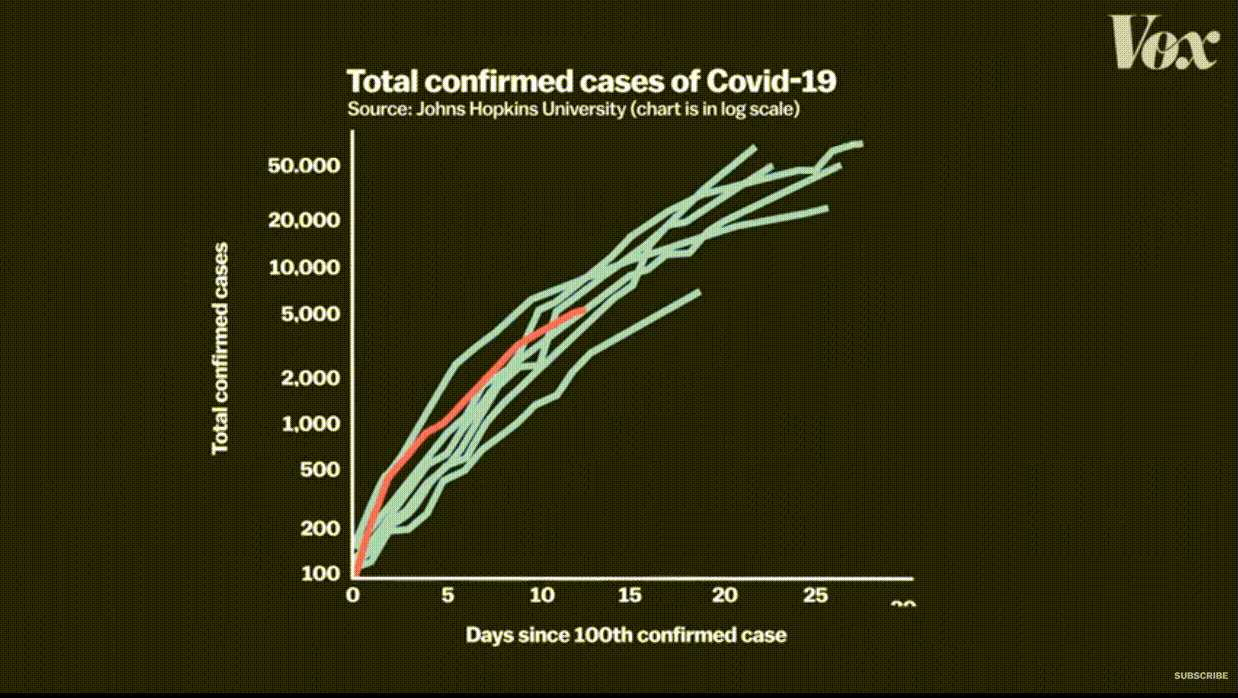 Vox
Total confirmed cases of Covid-19
Source: Johns Hopkins University (chart is in log scale)
50.000
20,000
10,000
5,000
2,000
1,000
500
200
100
Total confirmed cases
0 5 10 15 20 25
Days since 100th confirmed case
SUBSCRIBE